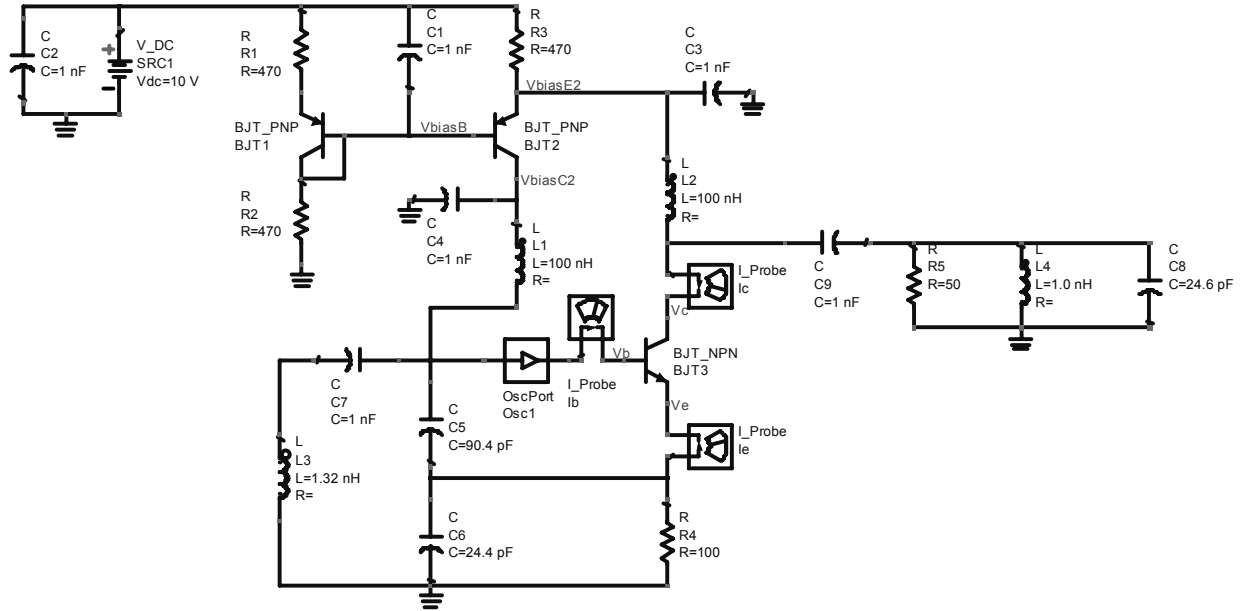 C
C2
C=1 nF
V_DC
SRC1
Vdc=10 V
R
R1
R=470
C
C1
C=1 nF
R
R3
R=470
C
C3
C=1 nF
VbiasE2
BJT_PNP
BJT1
VbiasB
BJT_PNP
BJT2
VbiasC2
R
R2
R=470
C
C4
C=1 nF
L
L1
L=100 nH
R=
L
L2
L=100 nH
R=
I_Probe
Ic
C
C9
C=1 nF
R
R5
R=50
L
L4
L=1.0 nH
R=
C
C8
C=24.6 pF
Vc
Vb
BJT_NPN
BJT3
C
C7
C=1 nF
OscPort
Osc1
I_Probe
Ib
Ve
C
C5
C=90.4 pF
I_Probe
Ie
L
L3
L=1.32 nH
R=
C
C6
C=24.4 pF
R
R4
R=100